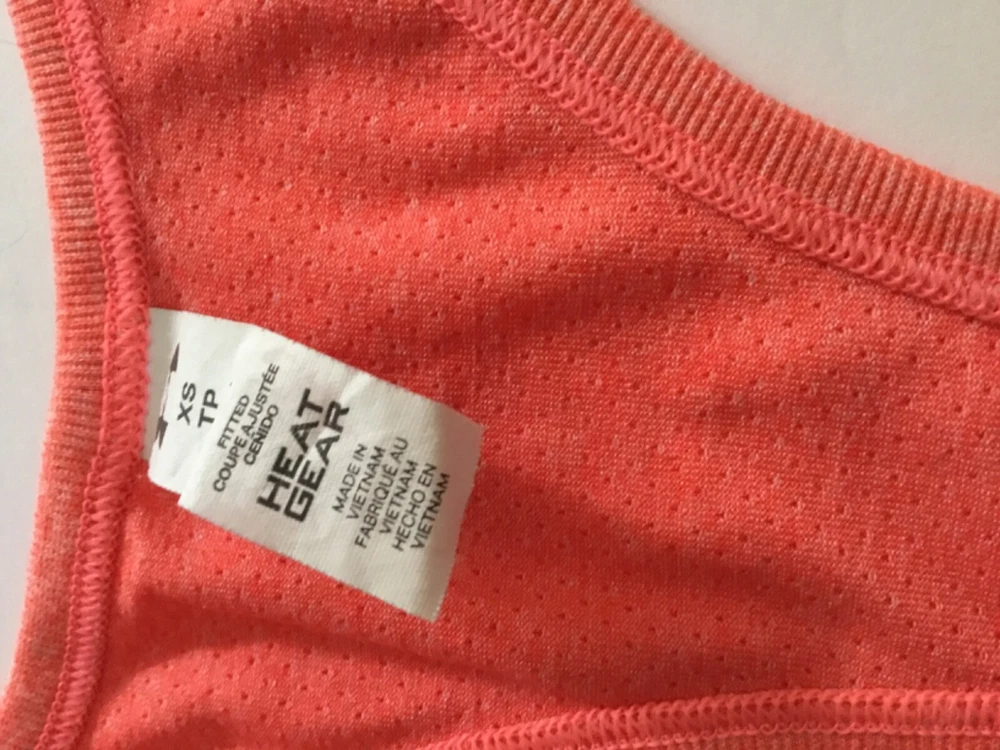 XS
TP
FITTED
COUPE AJUSTÉE
CEÑIDO
HEAT
GEAR
MADE IN
VIETNAM
FABRIQUÉ AU
VIETNAM
HECHO EN
VIETNAM